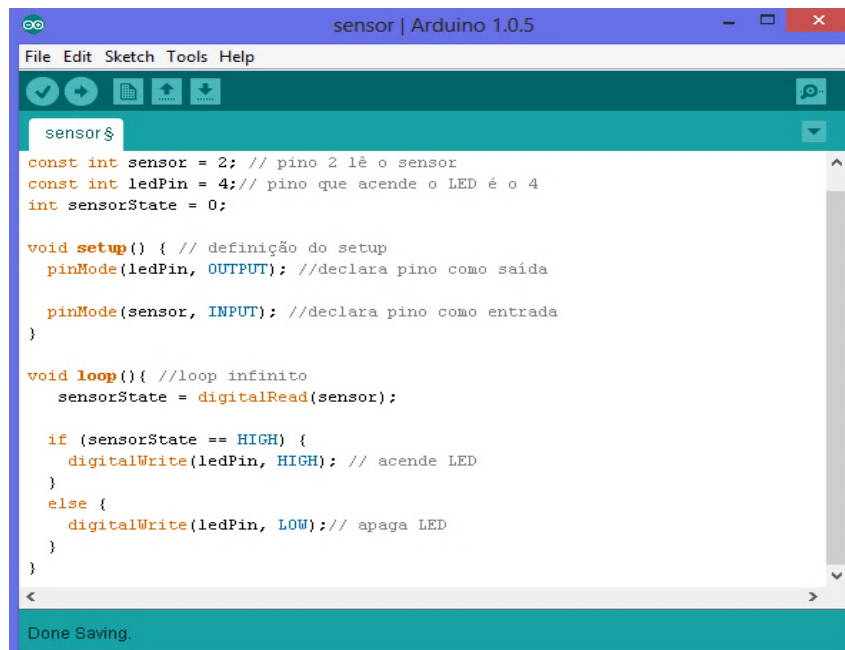 sensor | Arduino 1.0.5
File Edit Sketch Tools Help
sensor§
const int sensor = 2; // pino 2 lê o sensor
const int ledPin = 4;// pino que acende o LED é o 4
int sensorState = 0;
void setup() { // definição do setup
pinMode(ledPin, OUTPUT); //declara pino como saída
pinMode(sensor, INPUT); //declara pino como entrada
}
void loop(){ //loop infinito
sensorState = digitalRead(sensor);
if (sensorState == HIGH) {
digitalWrite(ledPin, HIGH); // acende LED
}
else {
digitalWrite(ledPin, LOW);// apaga LED
}
}
Done Saving.